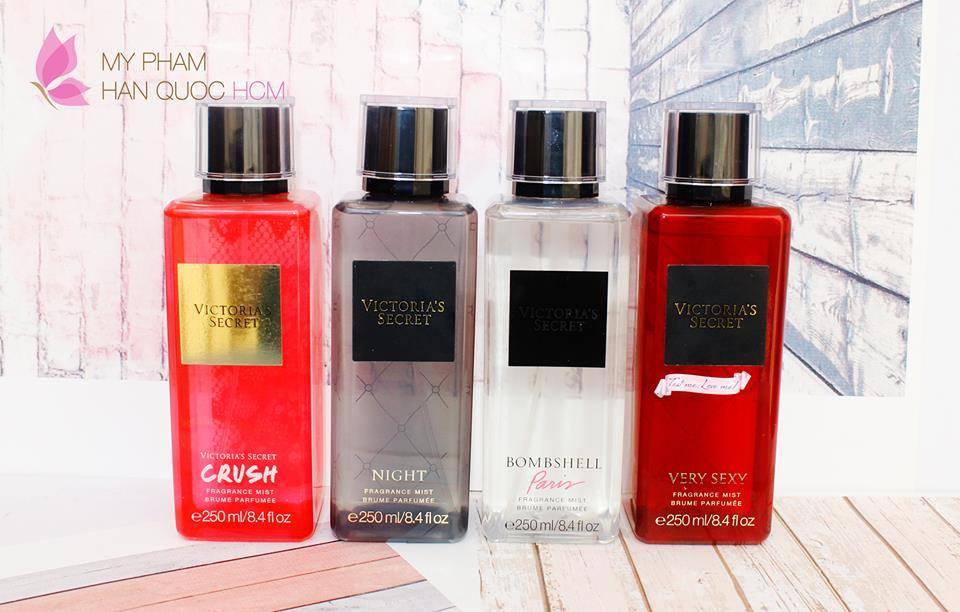 MY PHAM
HAN QUOC HCM
VICTORIA'S
SECRET
VICTORIA'S SECRET
CRUSH
FRAGRANCE MIST
BRUME PARFUMÉE
℮250 ml/8.4 fl oz
VICTORIA'S
SECRET
NIGHT
FRAGRANCE MIST
BRUME PARFUMÉE
℮250 ml/8.4 fl oz
VICTORIA'S
SECRET
BOMBSHELL
Paris
FRAGRANCE MIST
BRUME PARFUMÉE
℮250 ml/8.4 fl oz
VICTORIA'S
SECRET
Test me, Love me!
VERY SEXY
FRAGRANCE MIST
BRUME PARFUMÉE
℮250 ml/8.4 fl oz